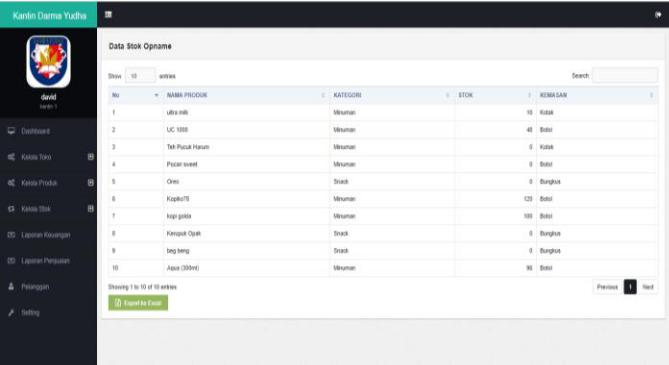 Kantin Darma Yudha
david
kantin 1
Dashboard
Kelola Toko
Kelola Produk
Kelola Stok
Laporan Keuangan
Laporan Penjualan
Pelanggan
Setting
Data Stok Opname
Show 10 entries
Search:
No NAMA PRODUK KATEGORI STOK KEMASAN
1 ultra milk Minuman 10 Kotak
2 UC 1000 Minuman 40 Botol
3 Teh Pucuk Harum Minuman 0 Kotak
4 Pocari sweet Minuman 0 Botol
5 Oreo Snack 0 Bungkus
6 Kopiko78 Minuman 120 Botol
7 kopi golda Minuman 100 Botol
8 Kerupuk Opak Snack 0 Bungkus
9 beg beng Snack 0 Bungkus
10 Aqua (300ml) Minuman 90 Botol
Showing 1 to 10 of 10 entries
Previous 1 Next
Export to Excel